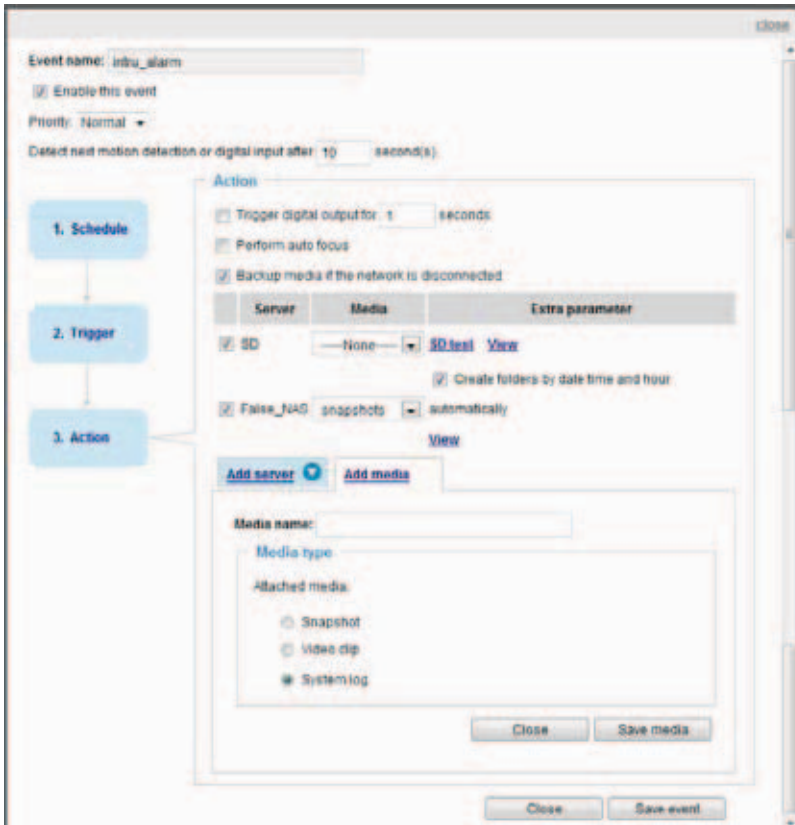 close
Event name: intru_alarm
Enable this event
Priority: Normal
Detect next motion detection or digital input after 10 second(s).
Action
1. Schedule
Trigger digital output for 1 seconds
Perform auto focus
Backup media if the network is disconnected
Server Media Extra parameter
2. Trigger
SD ----None---- SD test View
Create folders by date time and hour
False_NAS snapshots automatically
3. Action
View
Add server Add media
Media name:
Media type
Attached media:
Snapshot
Video clip
System log
Close Save media
Close Save event